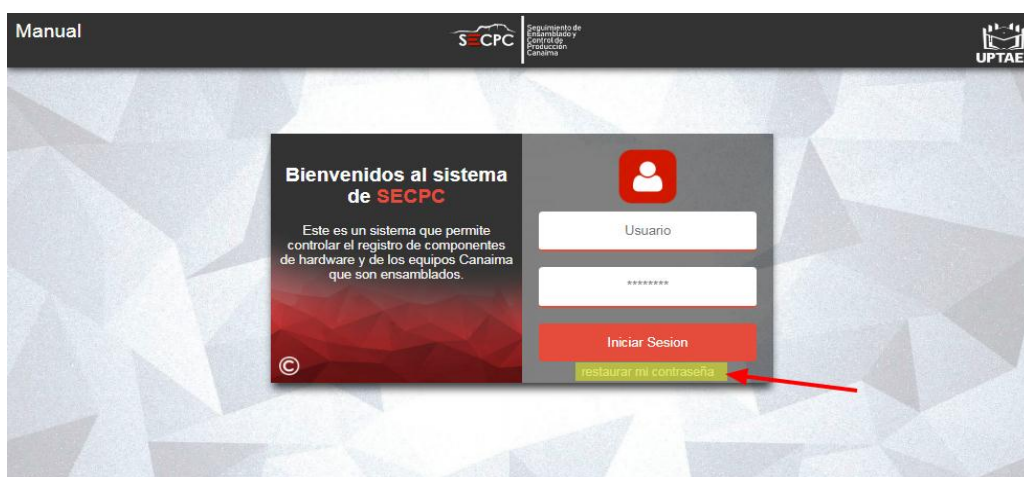 Manual
SECPC
Seguimiento de
Ensamblado y
Control de
Producción
Canaima
UPTAE
Bienvenidos al sistema
de SECPC
Este es un sistema que permite
controlar el registro de componentes
de hardware y de los equipos Canaima
que son ensamblados.
©
Usuario
********
Iniciar Sesion
restaurar mi contraseña